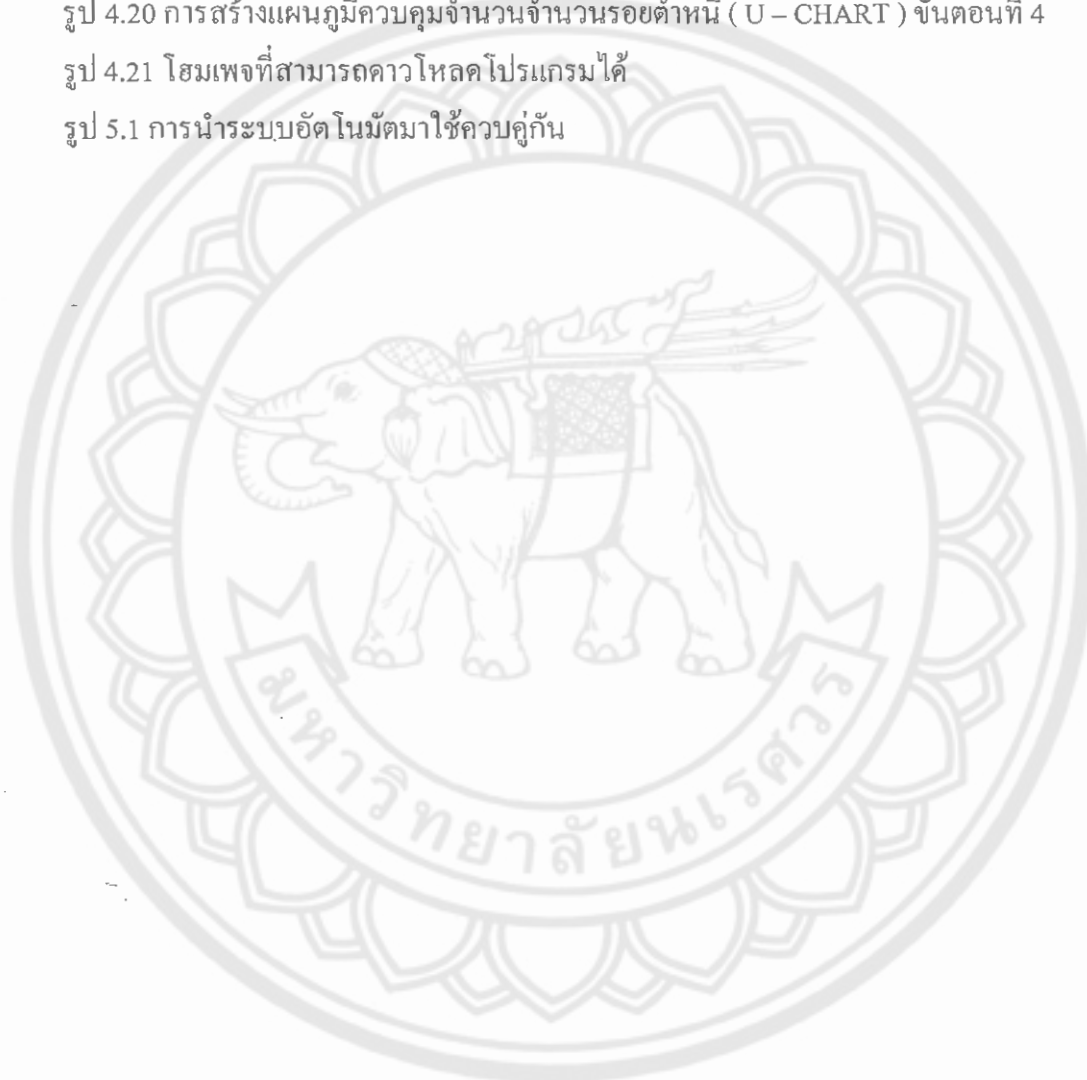 รูป 4.20 การสร้างแผนภูมิควบคุมจำนวนจำนวนรอยตำหนิ ( U – CHART ) ขั้นตอนที่ 4
รูป 4.21 โฮมเพจที่สามารถดาวโหลดโปรแกรมได้
รูป 5.1 การนำระบบอัตโนมัตมาใช้ควบคู่กัน
มหาวิทยาลัยนเรศวร